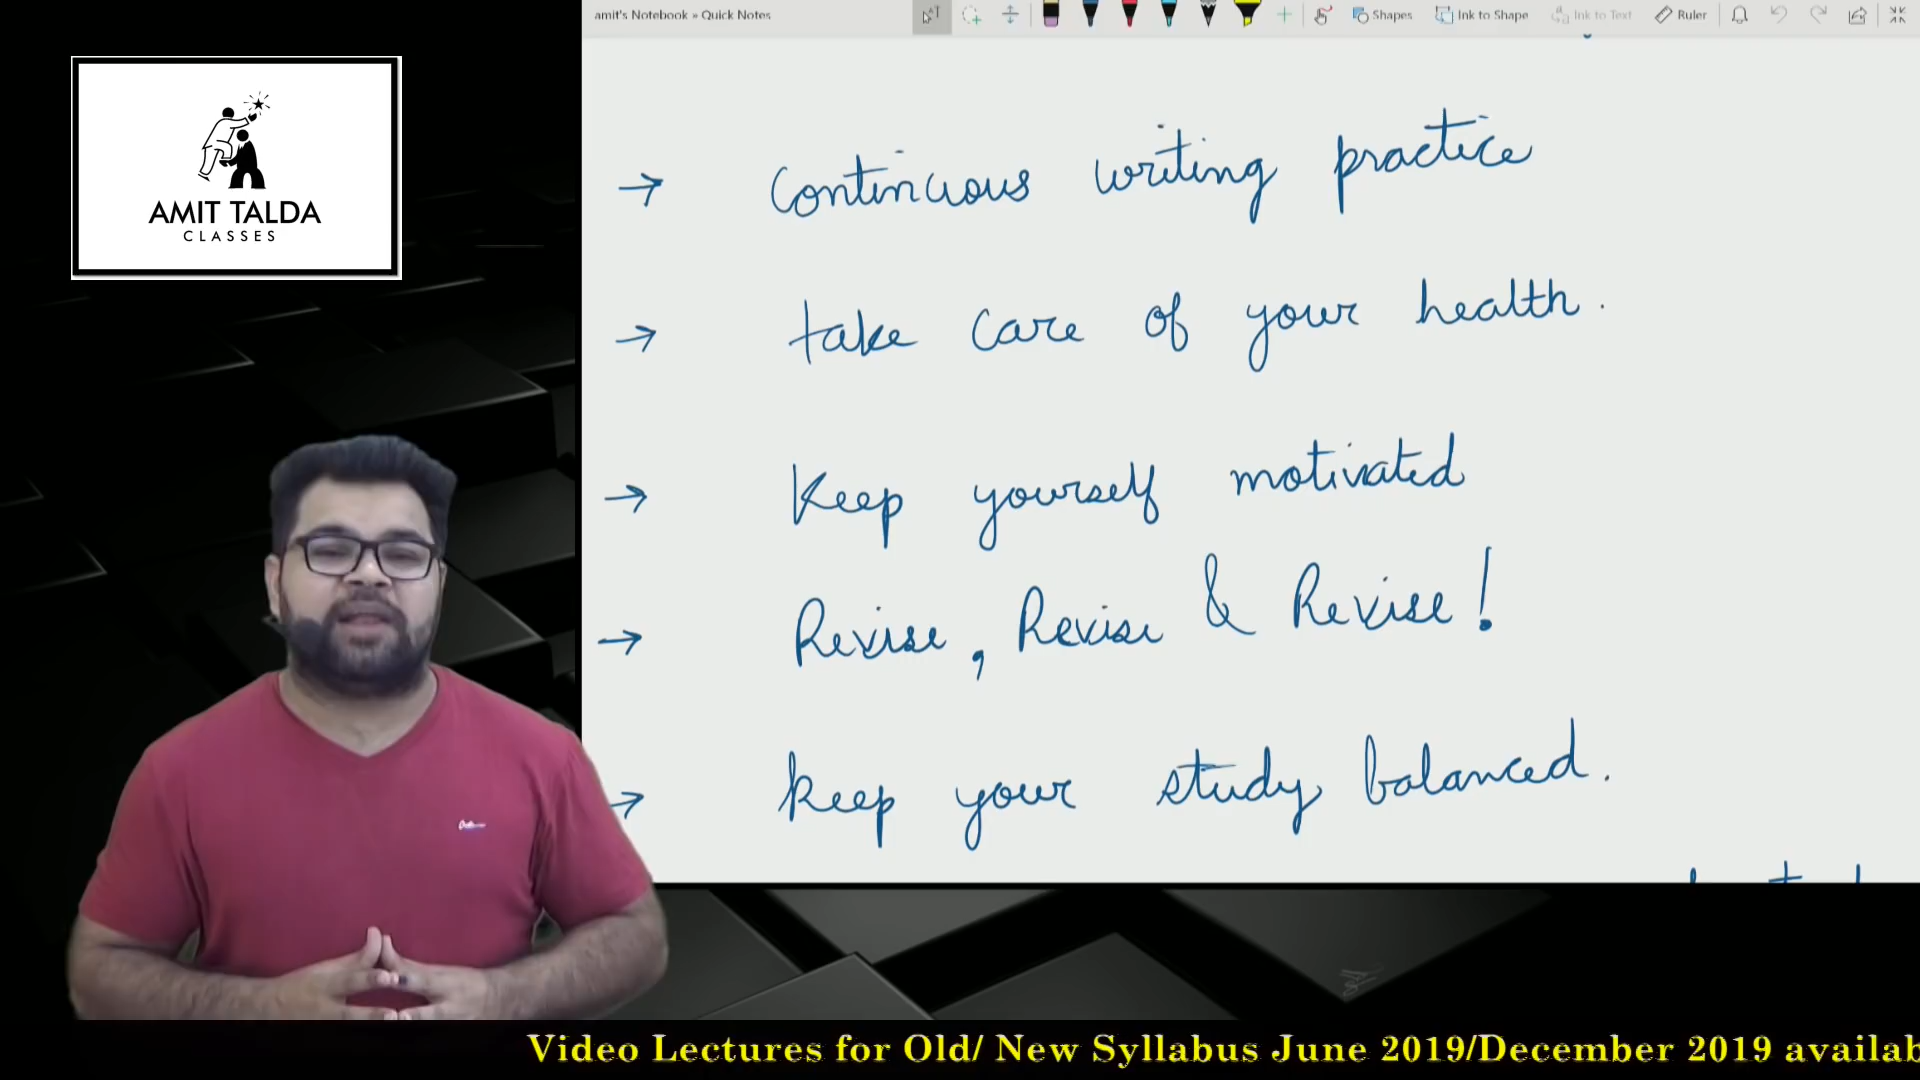 amit's Notebook » Quick Notes
Shapes
Ink to Shape
Ink to Text
Ruler
AMIT TALDA
CLASSES
→ Continuous writing practice
→ take care of your health.
→ Keep yourself motivated
→ Revise, Revise & Revise!
→ keep your study balanced.
Video Lectures for Old/ New Syllabus June 2019/December 2019 availab